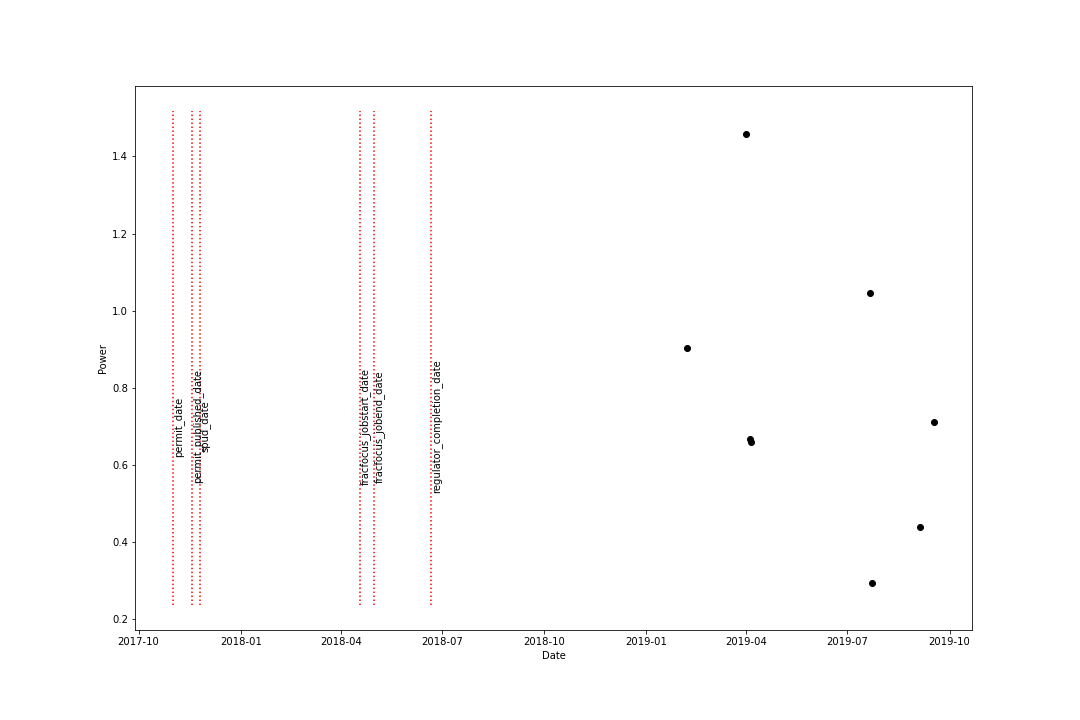 1.4
1.2
1.0
0.8
0.6
0.4
0.2
Power
permit_date
permit_published_date
spud_date
fracfocus_jobstart_date
fracfocus_jobend_date
regulator_completion_date
2017-10
2018-01
2018-04
2018-07
2018-10
2019-01
2019-04
2019-07
2019-10
Date